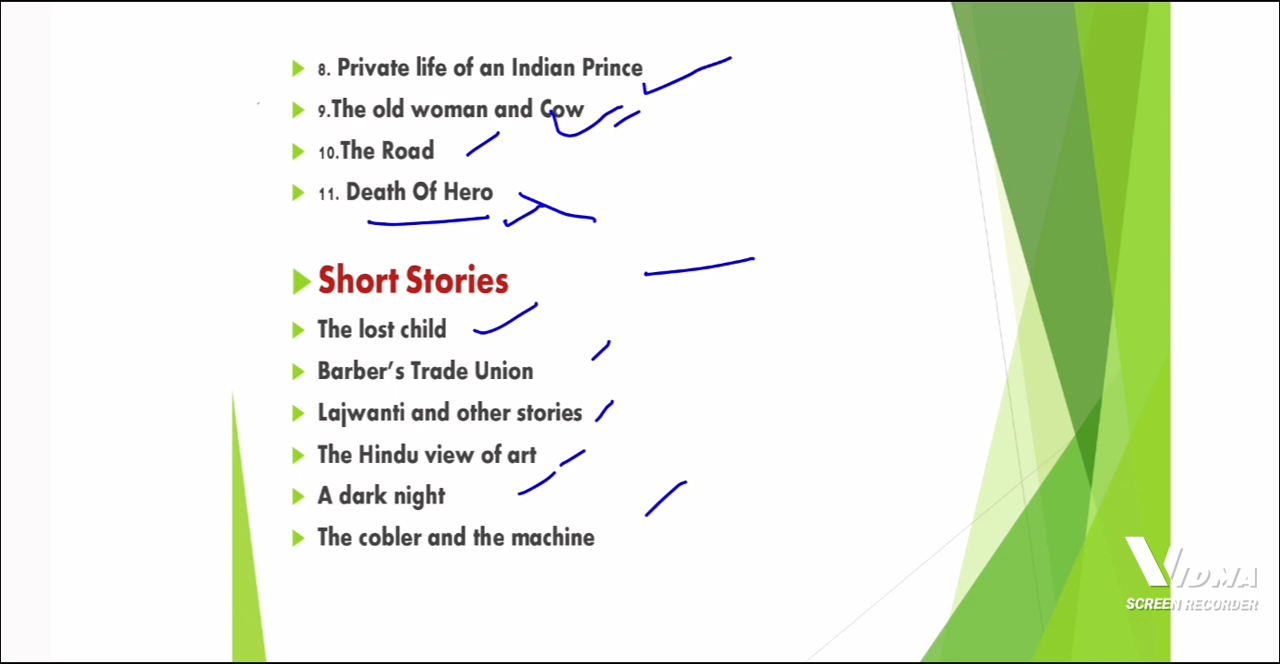 8. Private life of an Indian Prince
9.The old woman and Cow
10.The Road
11. Death Of Hero
Short Stories
The lost child
Barber's Trade Union
Lajwanti and other stories
The Hindu view of art
A dark night
The cobler and the machine
VIDMA
SCREEN RECORDER